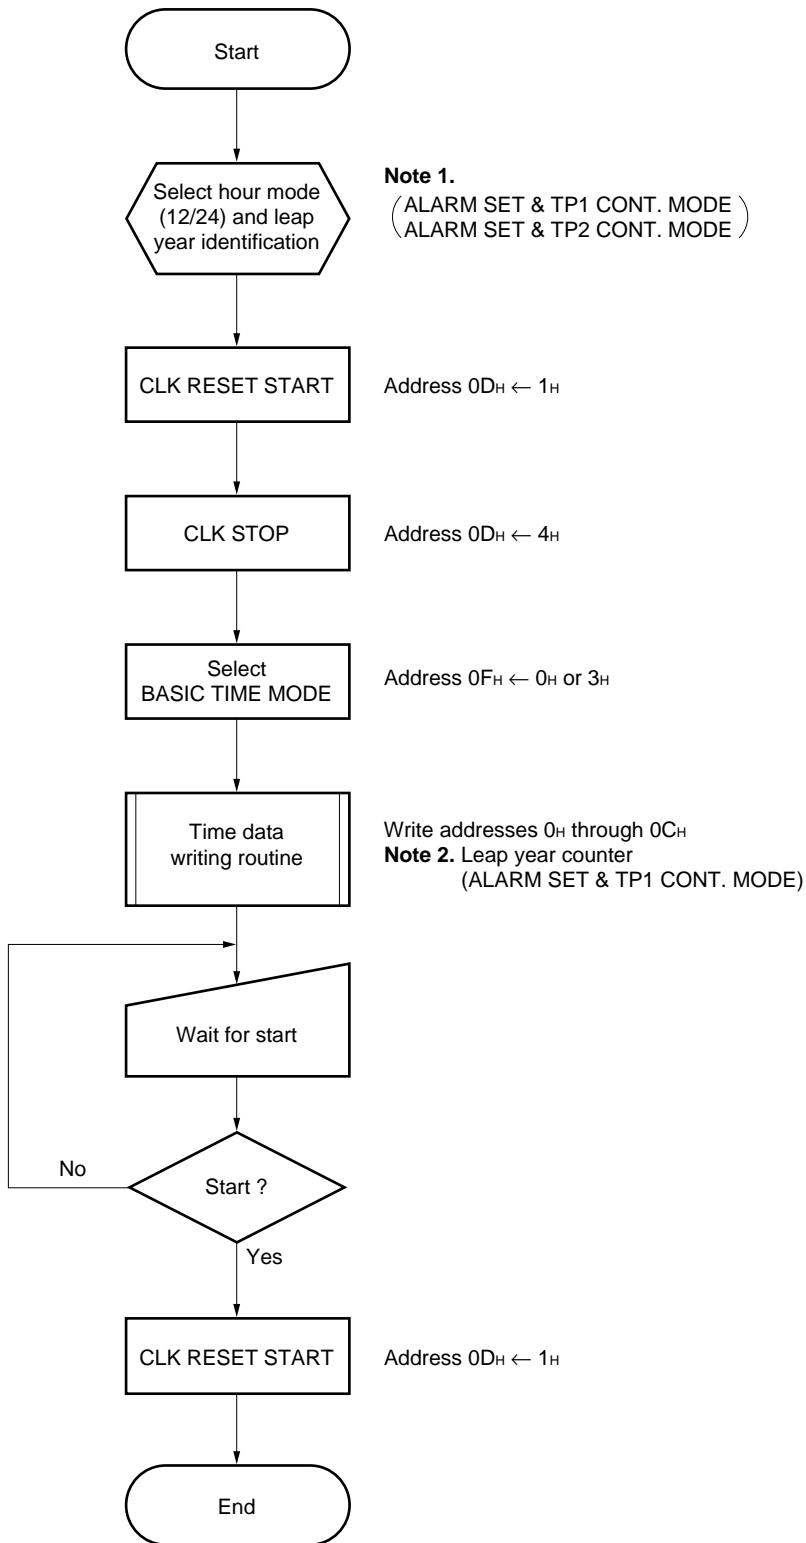 Start
Select hour mode
(12/24) and leap
year identification
Note 1.
(ALARM SET & TP1 CONT. MODE
ALARM SET & TP2 CONT. MODE)
CLK RESET START
Address 0DH ← 1H
CLK STOP
Address 0DH ← 4H
Select
BASIC TIME MODE
Address 0FH ← 0H or 3H
Time data
writing routine
Write addresses 0H through 0CH
Note 2. Leap year counter
(ALARM SET & TP1 CONT. MODE)
Wait for start
No
Start ?
Yes
CLK RESET START
Address 0DH ← 1H
End